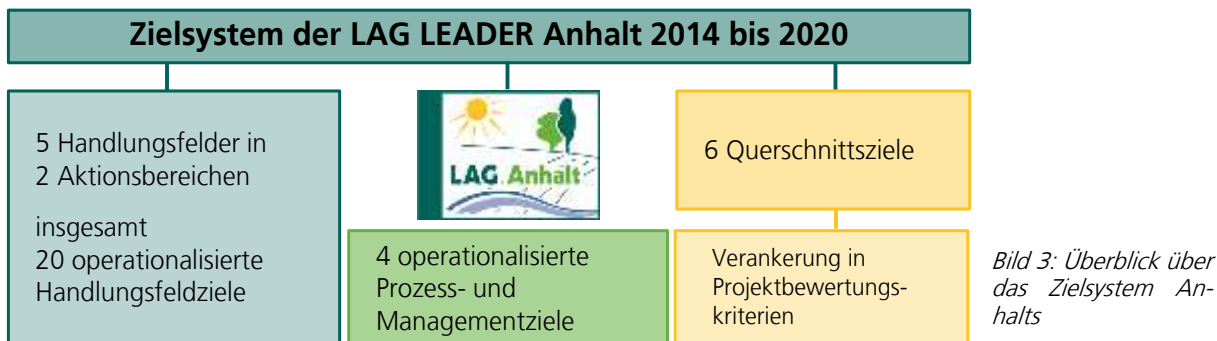 Zielsystem der LAG LEADER Anhalt 2014 bis 2020
5 Handlungsfelder in
2 Aktionsbereichen
insgesamt
20 operationalisierte
Handlungsfeldziele
LAG Anhalt
4 operationalisierte
Prozess- und
Managementziele
6 Querschnittsziele
Verankerung in
Projektbewertungs-
kriterien
Bild 3: Überblick über
das Zielsystem An-
halts